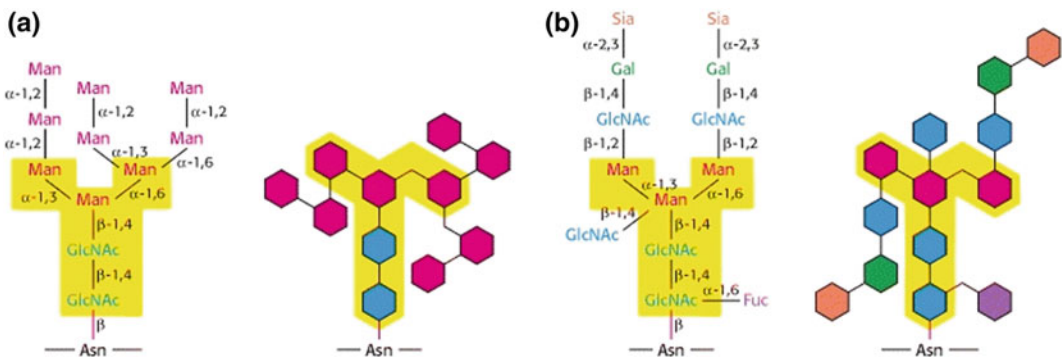 (a)
Man
α-1,2
Man Man Man
α-1,2 α-1,2
Man Man Man
α-1,2 α-1,3 α-1,6
Man Man
α-1,3 α-1,6
Man
β-1,4
GlcNAc
β-1,4
GlcNAc
β
Asn
Asn
(b)
Sia Sia
α-2,3 α-2,3
Gal Gal
β-1,4 β-1,4
GlcNAc GlcNAc
β-1,2 β-1,2
Man Man
α-1,3 α-1,6
Man
β-1,4
GlcNAc
β-1,4
GlcNAc
β-1,4
α-1,6
GlcNAc Fuc
β
Asn
Asn